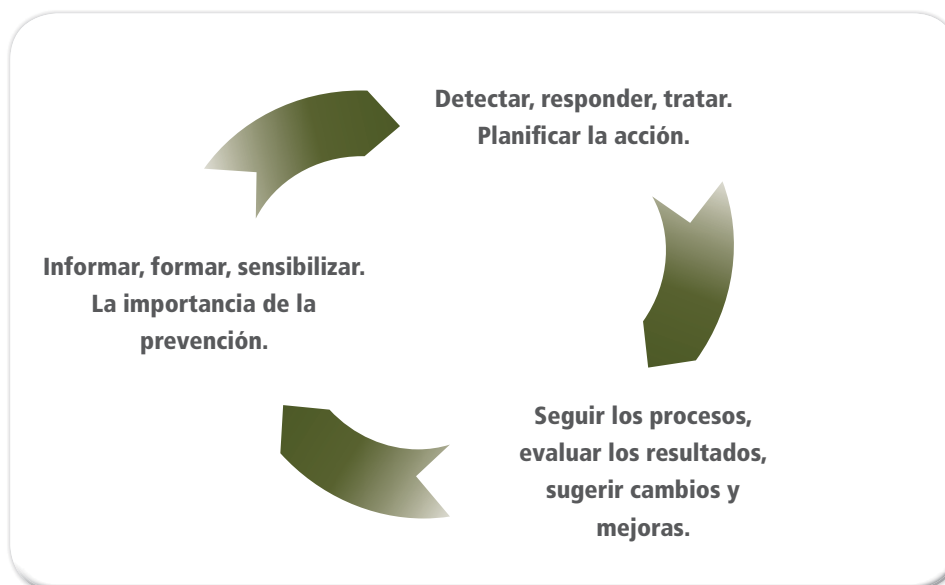 Detectar, responder, tratar.
Planificar la acción.
Informar, formar, sensibilizar.
La importancia de la
prevención.
Seguir los procesos,
evaluar los resultados,
sugerir cambios y
mejoras.